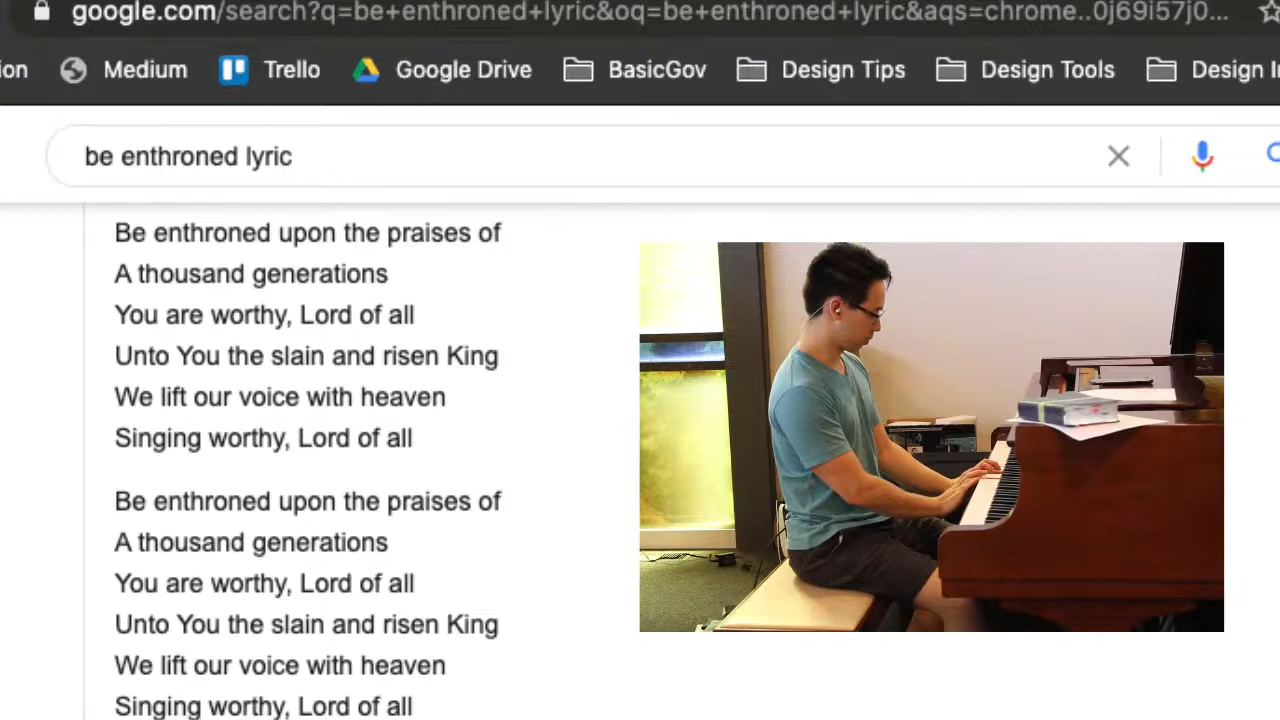 google.com/search?q=be+enthroned+lyric&oq=be+enthroned+lyric&aqs=chrome..0j69i57j0...
ion Medium Trello Google Drive BasicGov Design Tips Design Tools Design I
be enthroned lyric
Be enthroned upon the praises of
A thousand generations
You are worthy, Lord of all
Unto You the slain and risen King
We lift our voice with heaven
Singing worthy, Lord of all
Be enthroned upon the praises of
A thousand generations
You are worthy, Lord of all
Unto You the slain and risen King
We lift our voice with heaven
Singing worthy, Lord of all